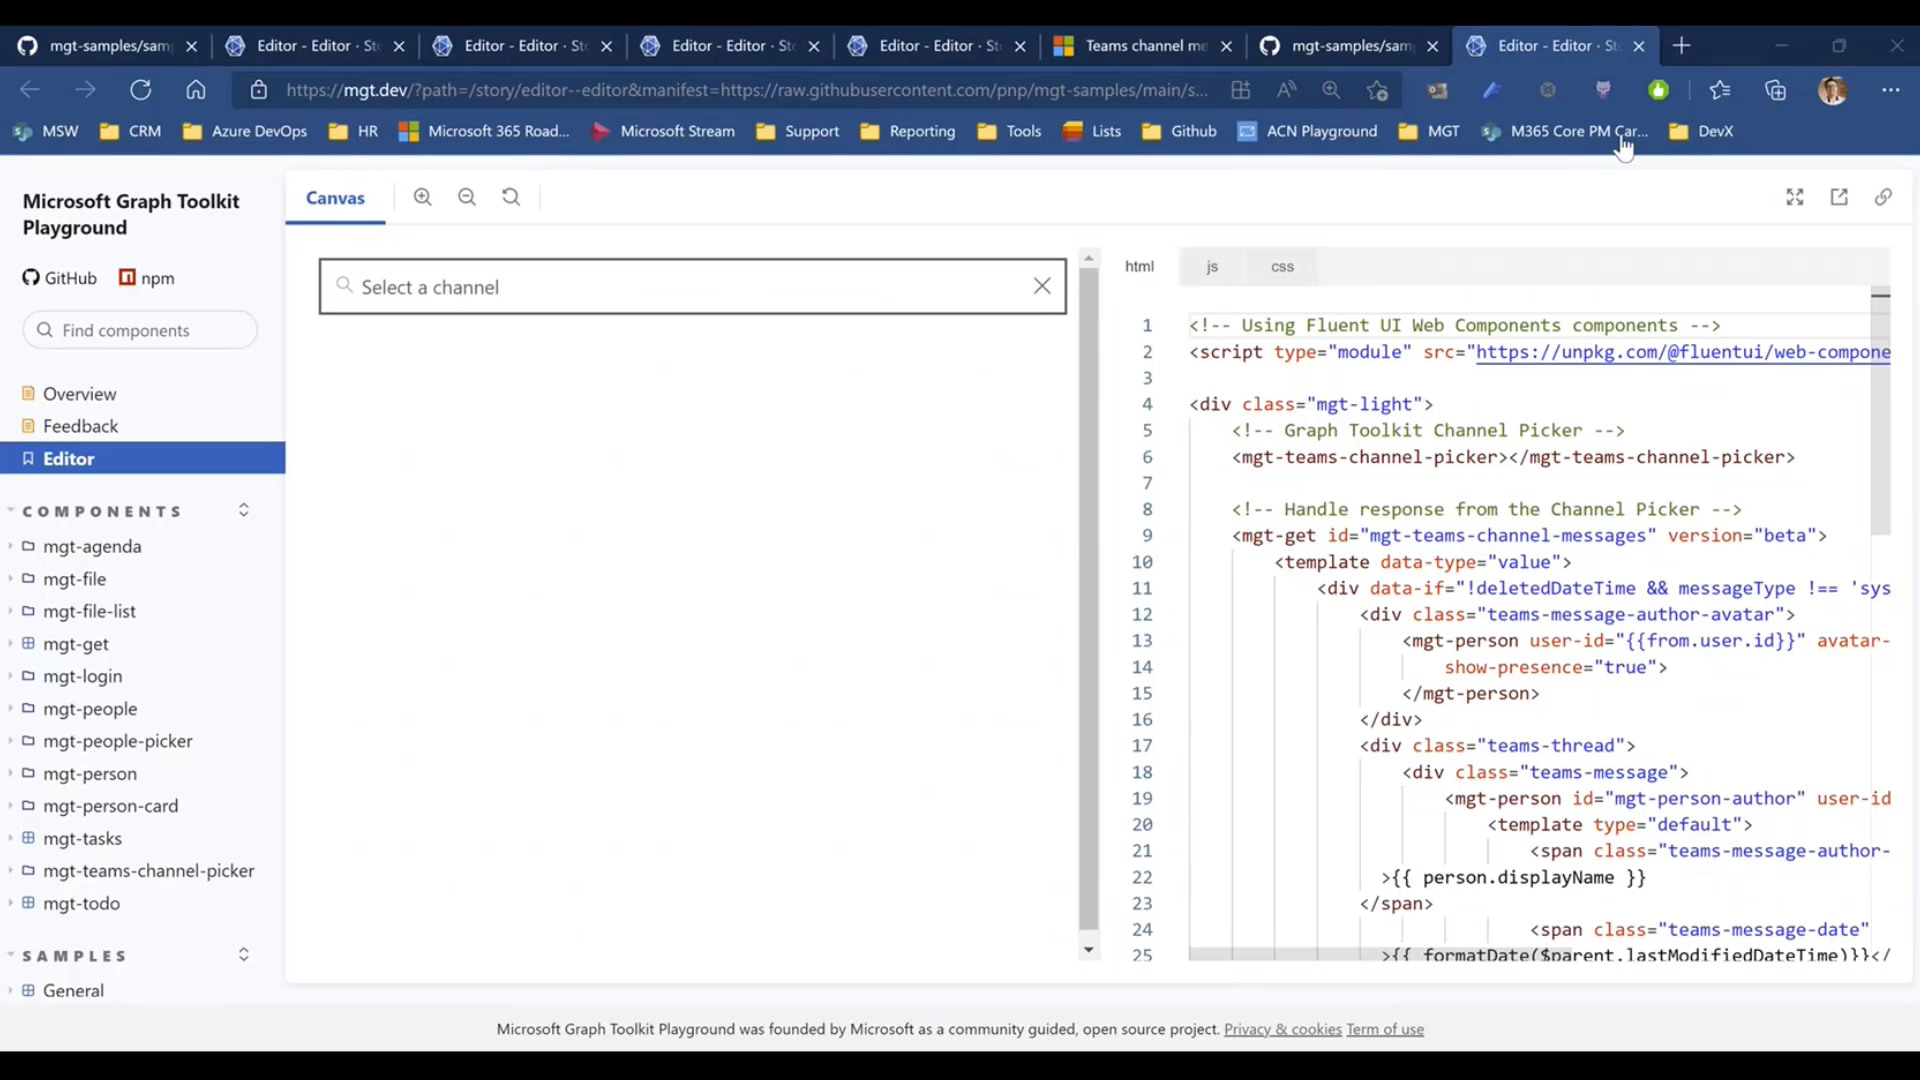 mgt-samples/sam
Editor - Editor · St
Editor - Editor · St
Editor - Editor · St
Editor - Editor · St
Teams channel me
mgt-samples/sam
Editor - Editor · St
https://mgt.dev/?path=/story/editor--editor&manifest=https://raw.githubusercontent.com/pnp/mgt-samples/main/s...
MSW
CRM
Azure DevOps
HR
Microsoft 365 Road...
Microsoft Stream
Support
Reporting
Tools
Lists
Github
ACN Playground
MGT
M365 Core PM Car...
DevX
Microsoft Graph Toolkit
Playground
GitHub
npm
Find components
Overview
Feedback
Editor
COMPONENTS
mgt-agenda
mgt-file
mgt-file-list
mgt-get
mgt-login
mgt-people
mgt-people-picker
mgt-person
mgt-person-card
mgt-tasks
mgt-teams-channel-picker
mgt-todo
SAMPLES
General
Canvas
Select a channel
html
js
css
1 <!-- Using Fluent UI Web Components components -->
2 <script type="module" src="https://unpkg.com/@fluentui/web-compone
3
4 <div class="mgt-light">
5 <!-- Graph Toolkit Channel Picker -->
6 <mgt-teams-channel-picker></mgt-teams-channel-picker>
7
8 <!-- Handle response from the Channel Picker -->
9 <mgt-get id="mgt-teams-channel-messages" version="beta">
10 <template data-type="value">
11 <div data-if="!deletedDateTime && messageType !== 'sys
12 <div class="teams-message-author-avatar">
13 <mgt-person user-id="{{from.user.id}}" avatar-
14 show-presence="true">
15 </mgt-person>
16 </div>
17 <div class="teams-thread">
18 <div class="teams-message">
19 <mgt-person id="mgt-person-author" user-id
20 <template type="default">
21 <span class="teams-message-author-
22 >{{ person.displayName }}
23 </span>
24 <span class="teams-message-date"
25 >{{ formatDate($parent.lastModifiedDateTime)}}</
Microsoft Graph Toolkit Playground was founded by Microsoft as a community guided, open source project. Privacy & cookies Term of use